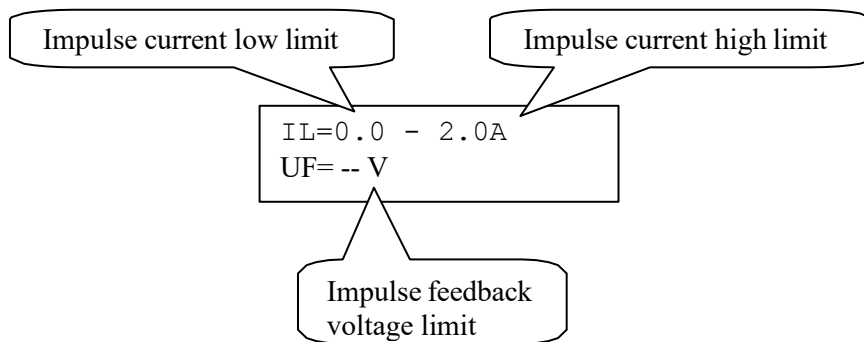 Impulse current low limit
Impulse current high limit
IL=0.0 - 2.0A
UF= -- V
Impulse feedback
voltage limit